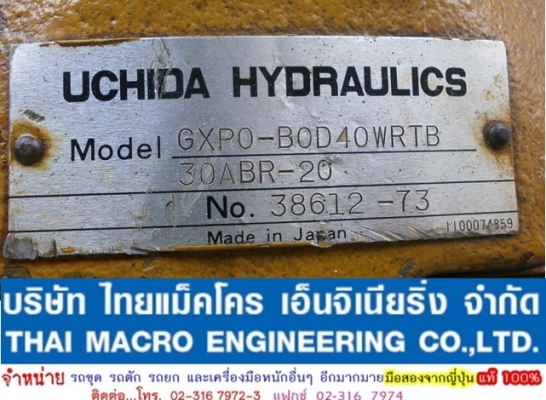 UCHIDA HYDRAULICS
Model GXP0-B0D40WRTB
30ABR-20
No. 38612-73
Made in Japan
บริษัท ไทยแม็คโคร เอ็นจิเนียริ่ง จำกัด
THAI MACRO ENGINEERING CO.,LTD.
จำหน่าย รถขุด รถตัก รถยก และเครื่องมือหนักอื่นๆ อีกมากมาย มือสองจากญี่ปุ่น แท้ 100%
ติดต่อ...โทร. 02-316 7972-3 แฟกซ์ 02-316 7974